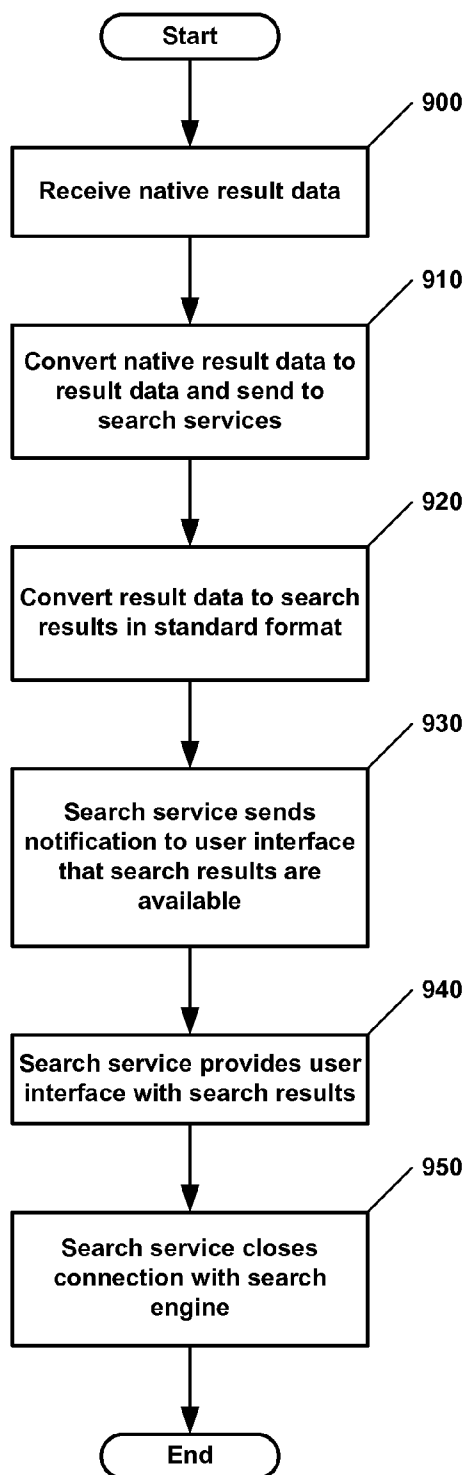 Start
900
Receive native result data
910
Convert native result data to
result data and send to
search services
920
Convert result data to search
results in standard format
930
Search service sends
notification to user interface
that search results are
available
940
Search service provides user
interface with search results
950
Search service closes
connection with search
engine
End